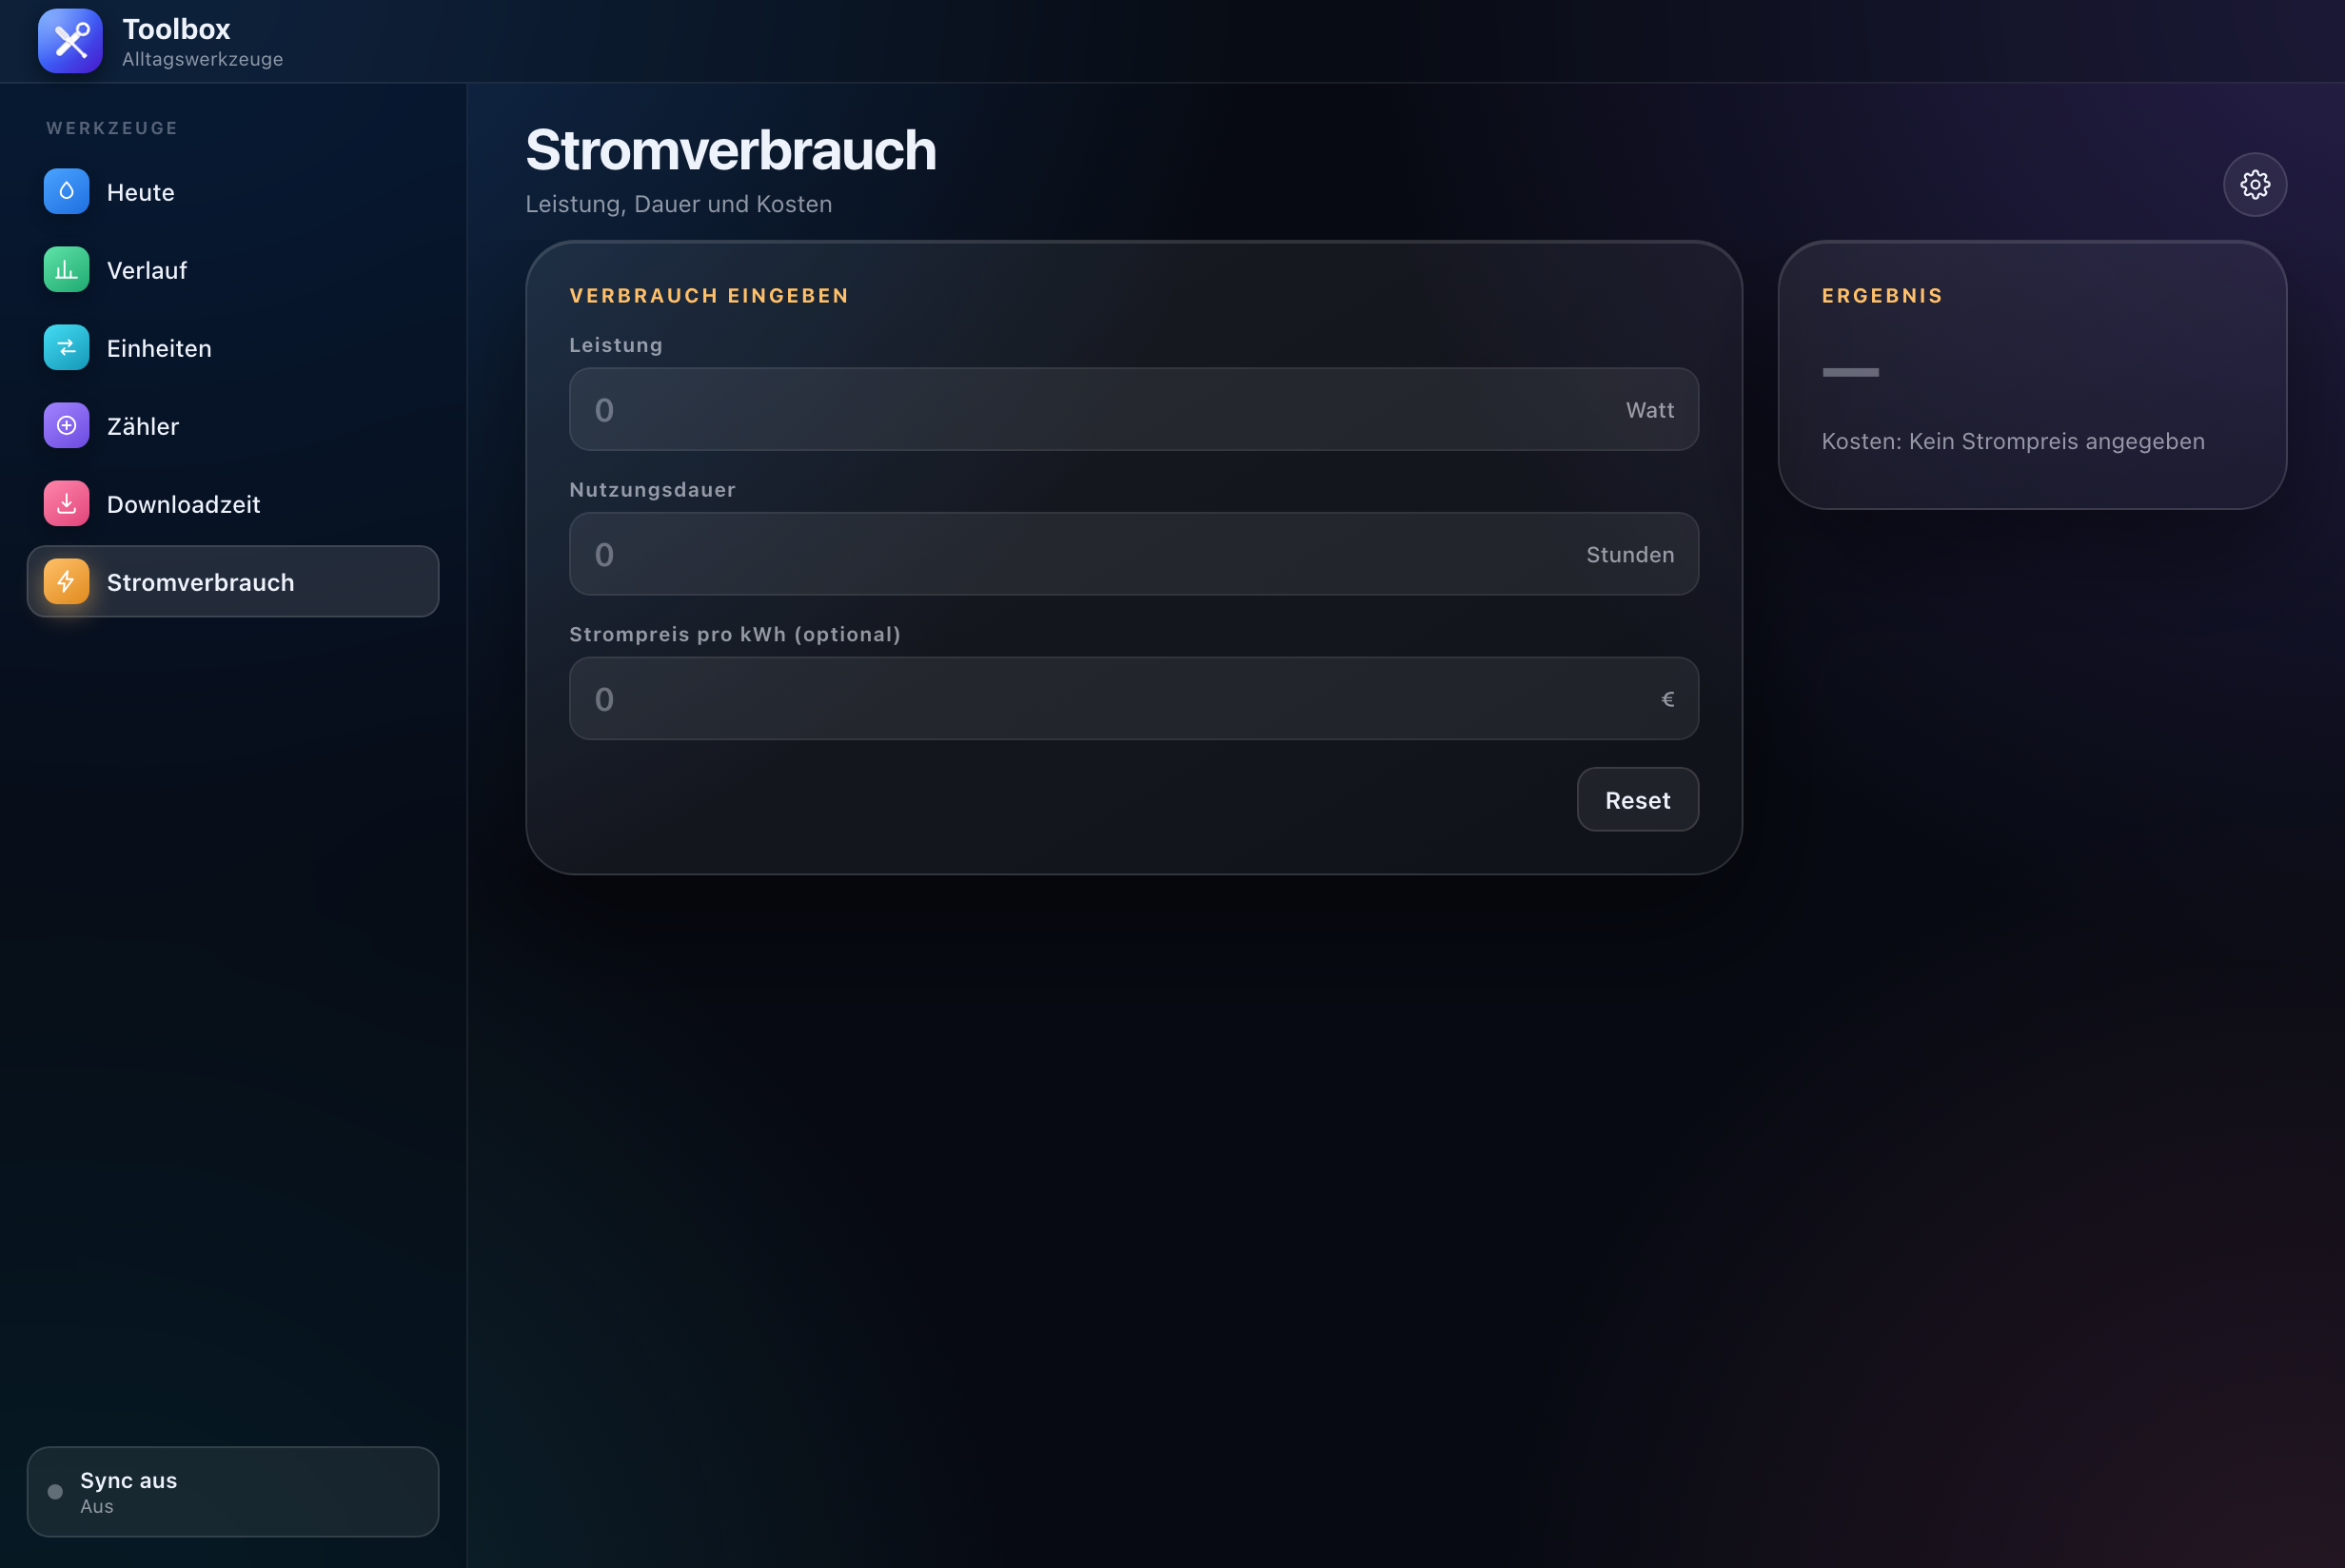 Toolbox
Alltagswerkzeuge
WERKZEUGE
Heute
Verlauf
Einheiten
Zähler
Downloadzeit
Stromverbrauch
Sync aus
Aus
Stromverbrauch
Leistung, Dauer und Kosten
VERBRAUCH EINGEBEN
Leistung
0 Watt
Nutzungsdauer
0 Stunden
Strompreis pro kWh (optional)
0 €
Reset
ERGEBNIS
—
Kosten: Kein Strompreis angegeben